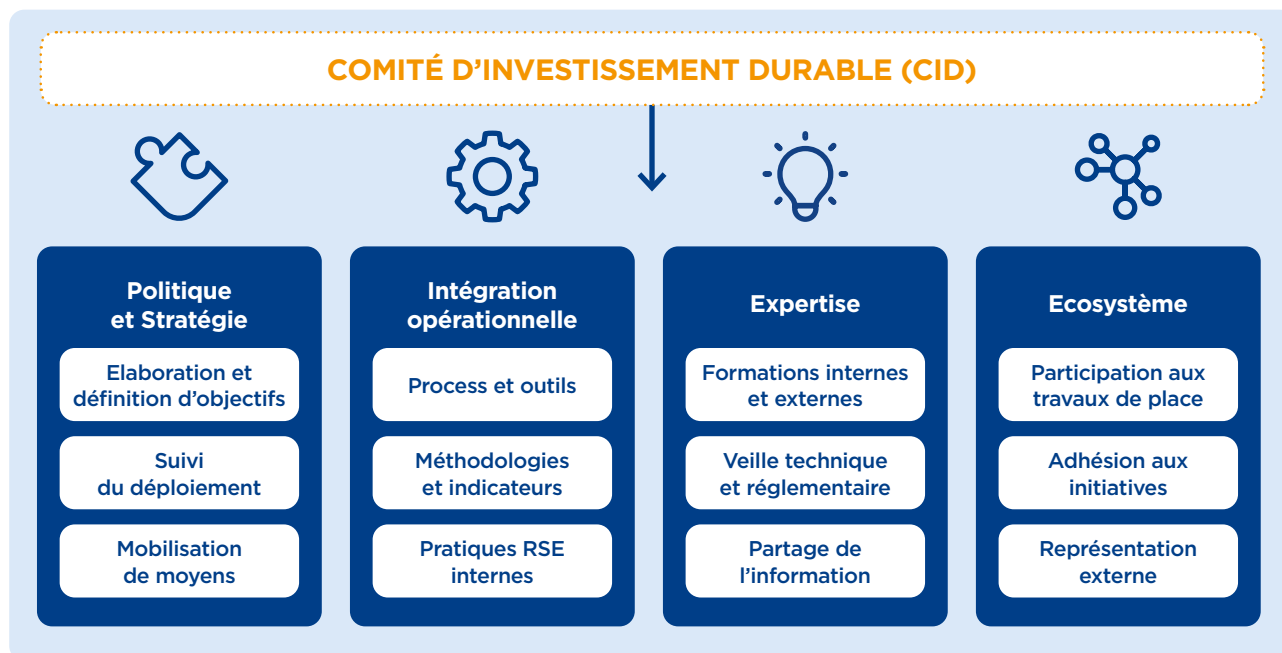 COMITÉ D'INVESTISSEMENT DURABLE (CID)
Politique
et Stratégie
Elaboration et
définition d'objectifs
Suivi
du déploiement
Mobilisation
de moyens
Intégration
opérationnelle
Process et outils
Méthodologies
et indicateurs
Pratiques RSE
internes
Expertise
Formations internes
et externes
Veille technique
et réglementaire
Partage de
l'information
Ecosystème
Participation aux
travaux de place
Adhésion aux
initiatives
Représentation
externe